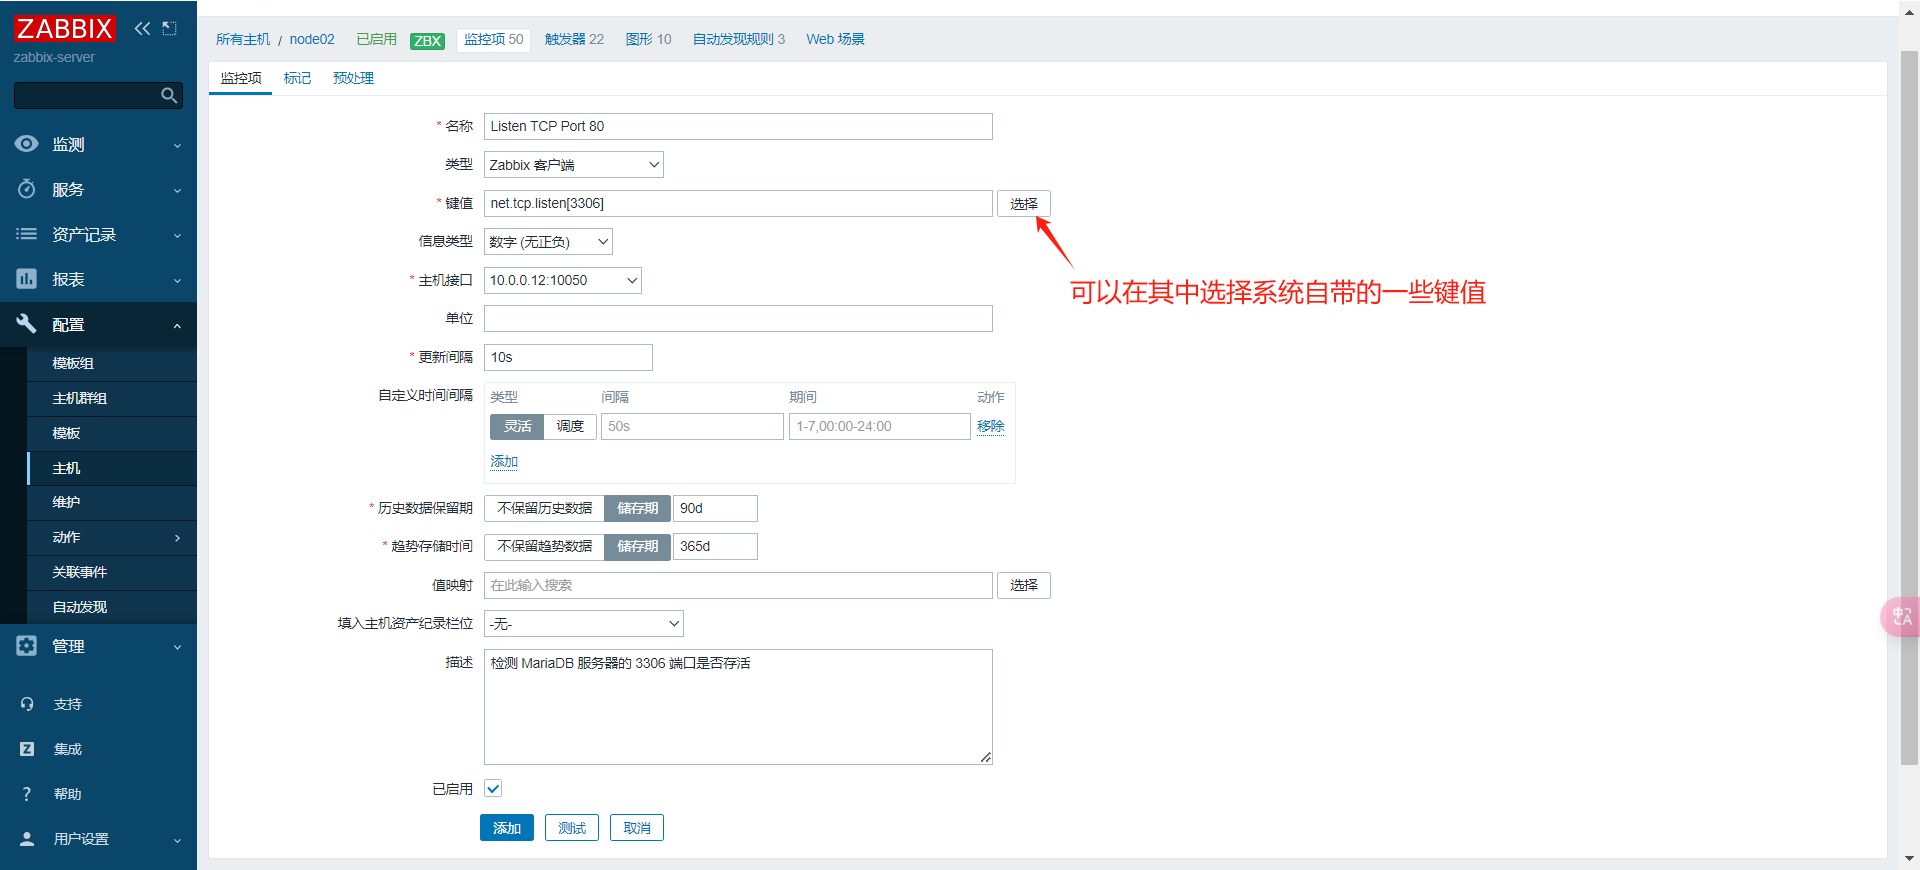 ZABBIX
zabbix-server
监测
服务
资产记录
报表
配置
模板组
主机群组
模板
主机
维护
动作
关联事件
自动发现
管理
支持
Z 集成
? 帮助
用户设置
所有主机 / node02 已启用 ZBX 监控项 50 触发器 22 图形 10 自动发现规则 3 Web 场景
监控项 标记 预处理
* 名称 Listen TCP Port 80
类型 Zabbix 客户端
* 键值 net.tcp.listen[3306] 选择
信息类型 数字 (无正负)
* 主机接口 10.0.0.12:10050
可以在其中选择系统自带的一些键值
单位
* 更新间隔 10s
自定义时间间隔 类型 间隔 期间 动作
灵活 调度 50s 1-7,00:00-24:00 移除
添加
* 历史数据保留期 不保留历史数据 储存期 90d
* 趋势存储时间 不保留趋势数据 储存期 365d
值映射 在此输入搜索 选择
填入主机资产纪录栏位 -无-
描述 检测 MariaDB 服务器的 3306 端口是否存活
已启用
添加 测试 取消
中A